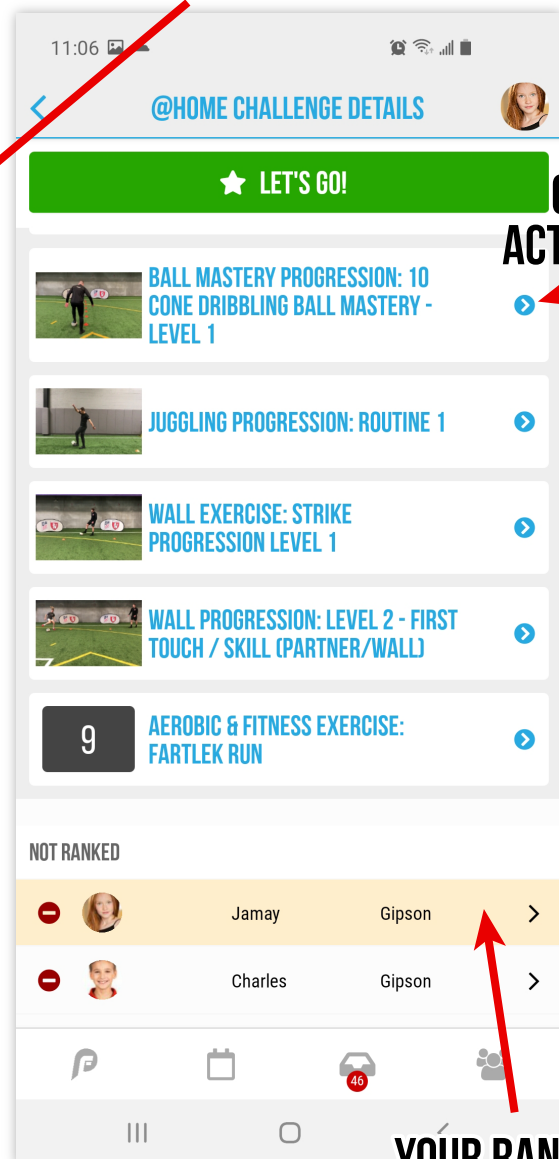 11:06
@HOME CHALLENGE DETAILS
LET'S GO!
BALL MASTERY PROGRESSION: 10
CONE DRIBBLING BALL MASTERY -
LEVEL 1
JUGGLING PROGRESSION: ROUTINE 1
WALL EXERCISE: STRIKE
PROGRESSION LEVEL 1
WALL PROGRESSION: LEVEL 2 - FIRST
TOUCH / SKILL (PARTNER/WALL)
9
AEROBIC & FITNESS EXERCISE:
FARTLEK RUN
NOT RANKED
Jamay Gipson
Charles Gipson
46
YOUR